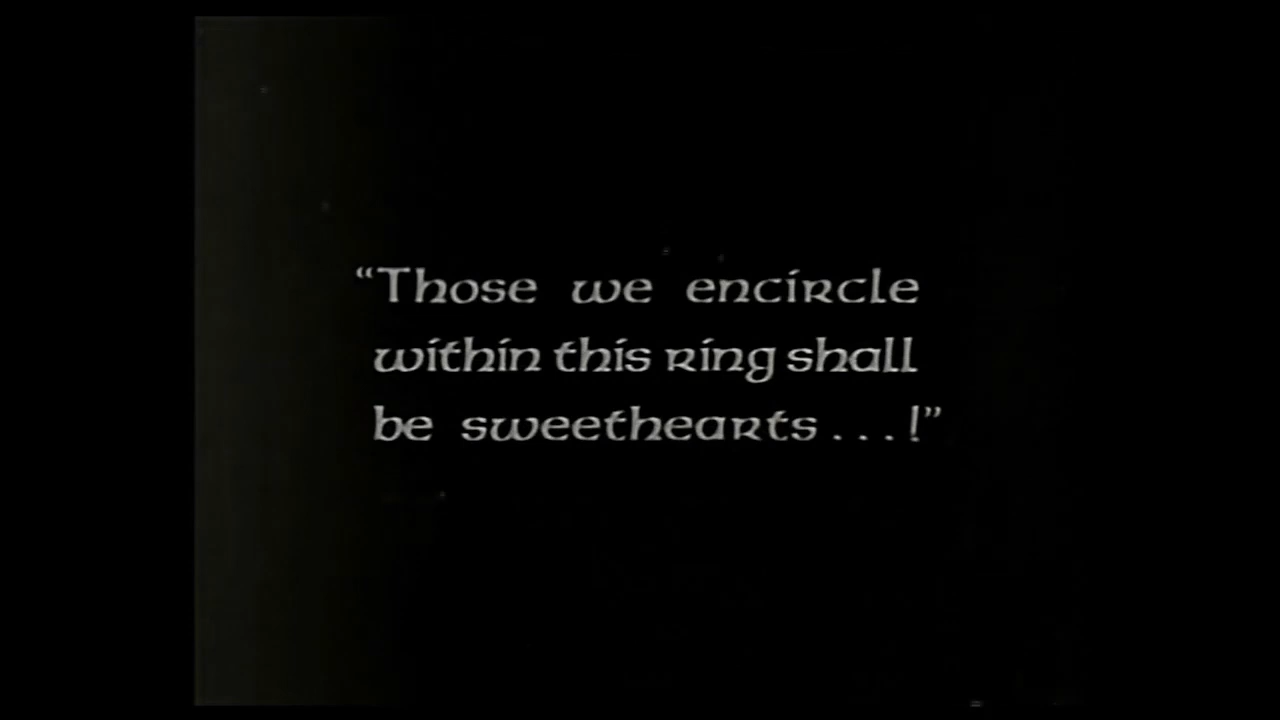 “Those we encircle
within this ring shall
be sweethearts...!”